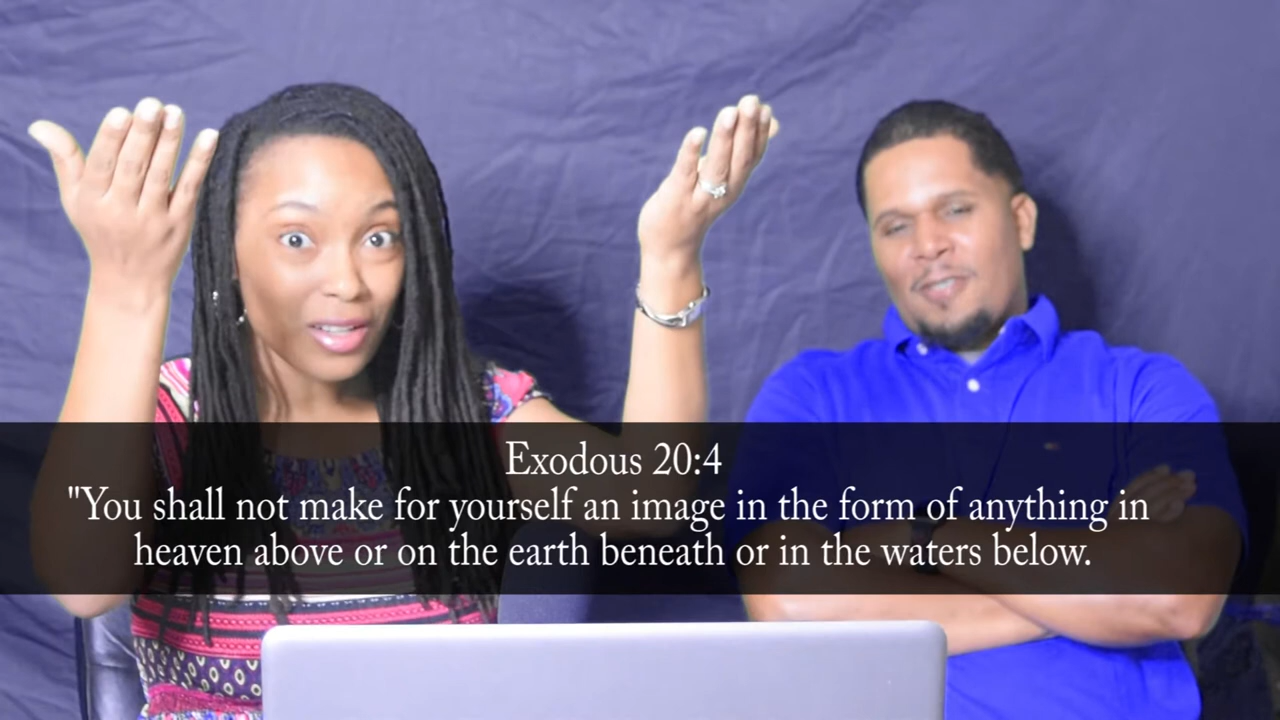 Exodous 20:4
"You shall not make for yourself an image in the form of anything in
heaven above or on the earth beneath or in the waters below.